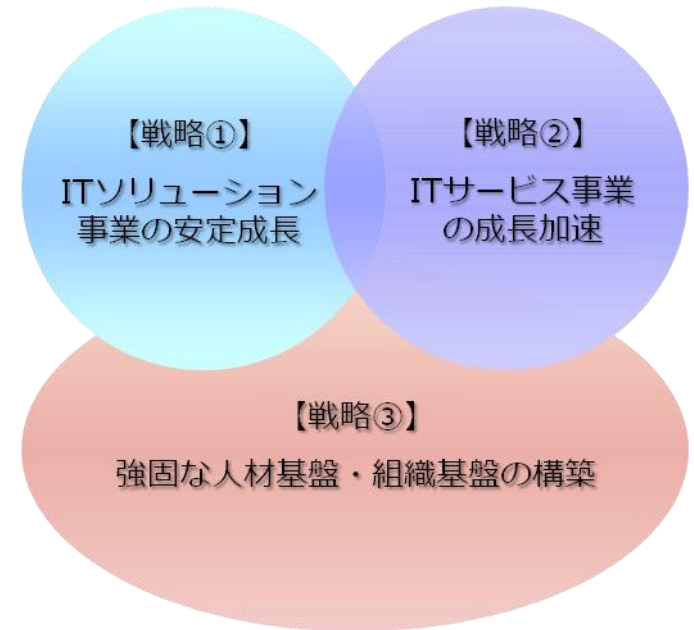 【戦略①】
ITソリューション
事業の安定成長
【戦略②】
ITサービス事業
の成長加速
【戦略③】
強固な人材基盤・組織基盤の構築